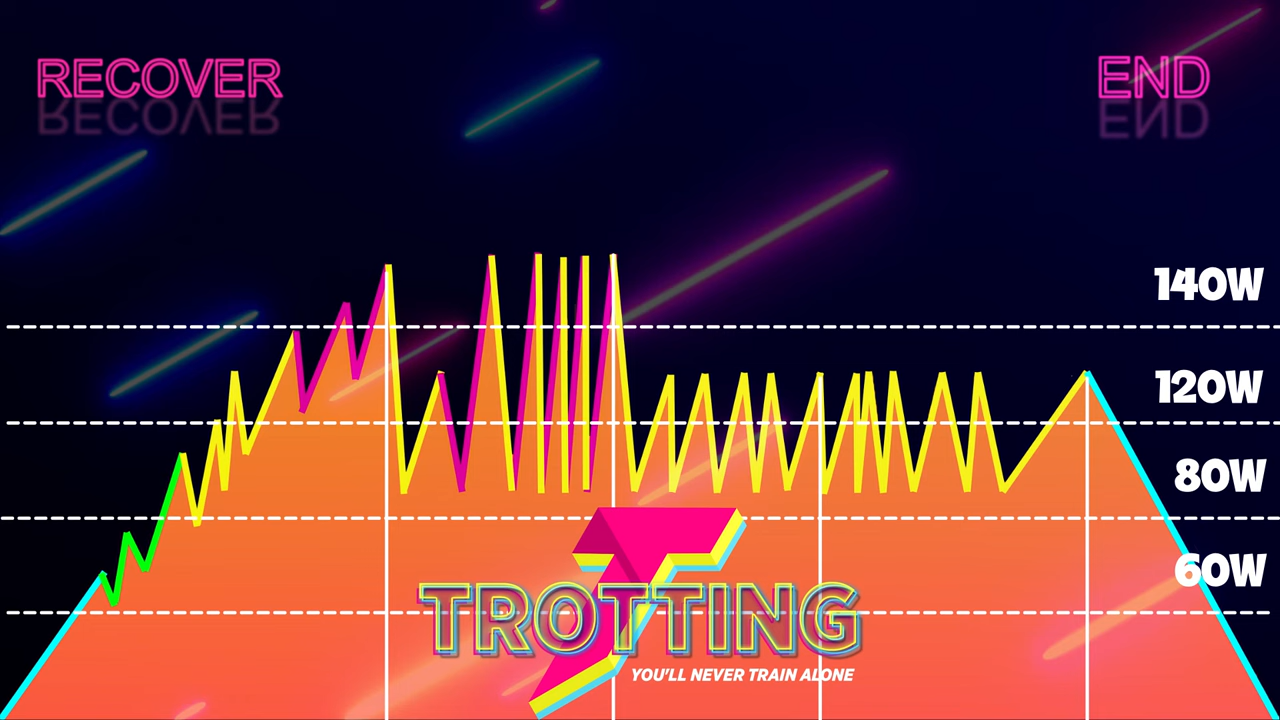 RECOVER
END
140W
120W
80W
60W
TROTTING
YOU'LL NEVER TRAIN ALONE